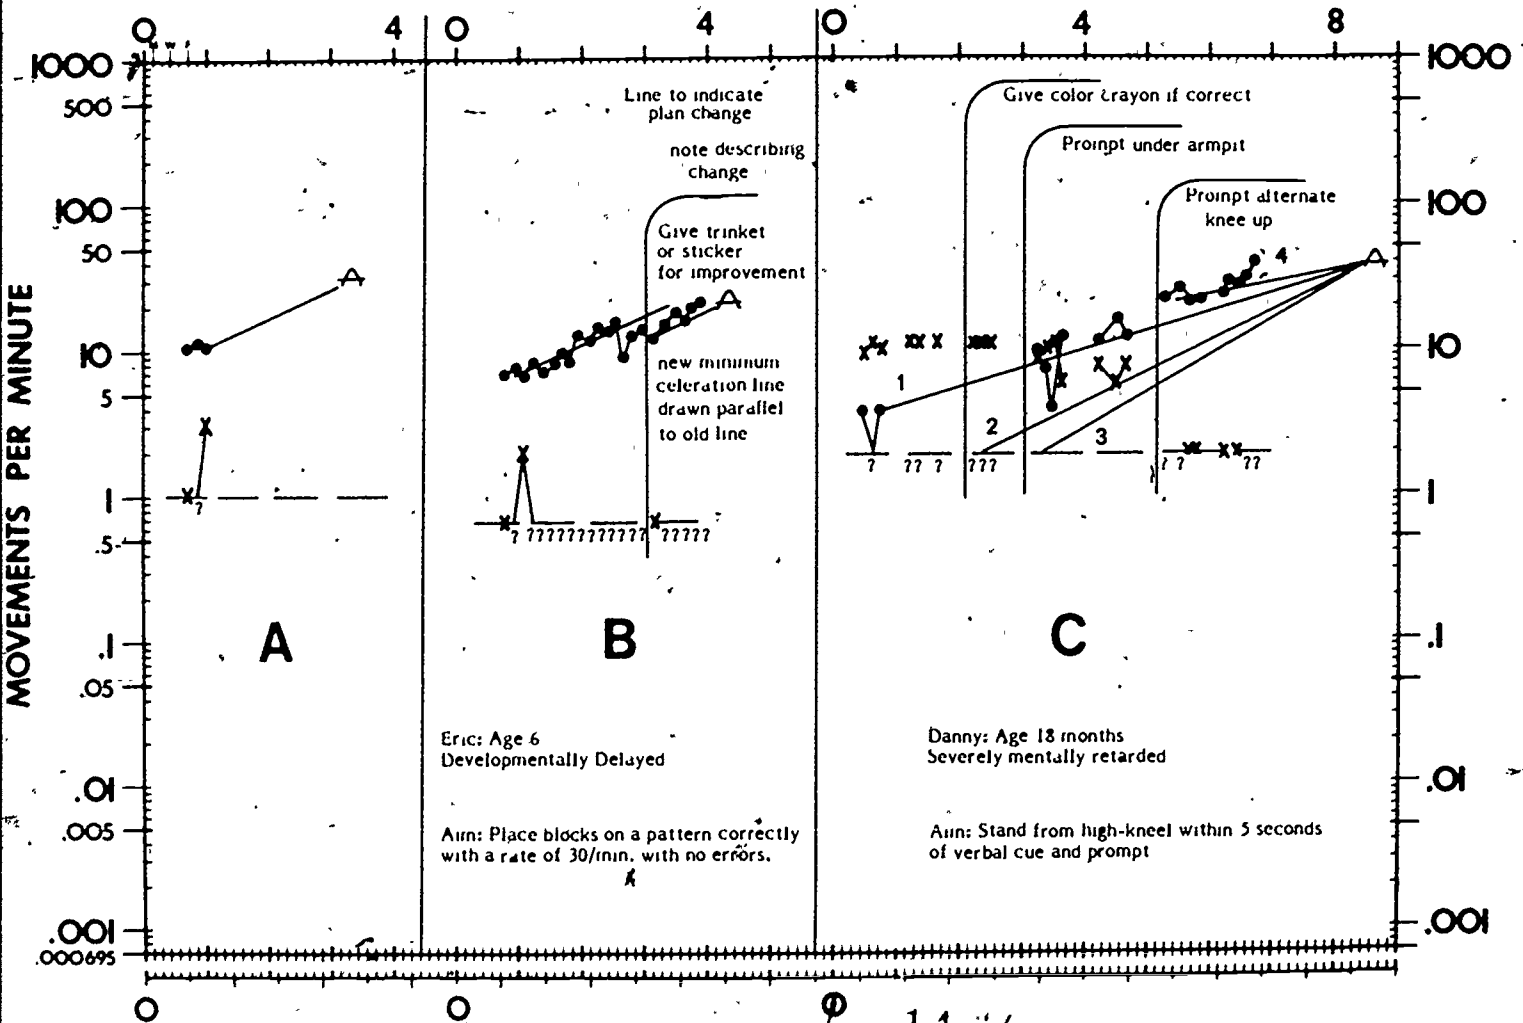 0 4 0 4 0 4 8
M W F
1000
500
100
50
10
5
1
.5
.1
.05
.01
.005
.001
.000695
MOVEMENTS PER MINUTE
?
A
Line to indicate
plan change
note describing
change
Give trinket
or sticker
for improvement
new minimum
celeration line
drawn parallel
to old line
? ????????????? ?????
B
Eric: Age 6
Developmentally Delayed
Aim: Place blocks on a pattern correctly
with a rate of 30/min. with no errors.
Give color crayon if correct
Prompt under armpit
Prompt alternate
knee up
4
1
2
3
? ?? ? ??? ? ? ??
C
Danny: Age 18 months
Severely mentally retarded
Aim: Stand from high-kneel within 5 seconds
of verbal cue and prompt
1000
100
10
1
.1
.01
.001
0 0 0